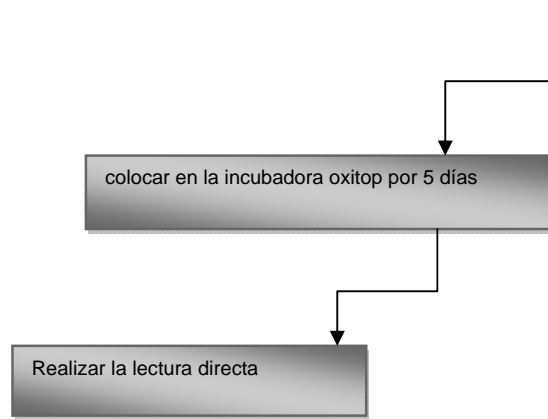 colocar en la incubadora oxitop por 5 días
Realizar la lectura directa